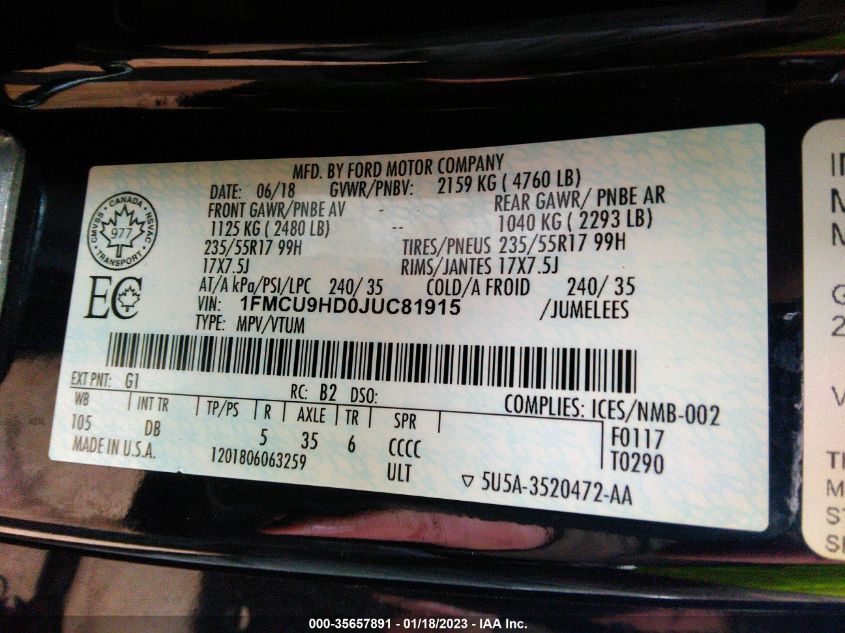 MFD. BY FORD MOTOR COMPANY
DATE: 06/18 GVWR/PNBV: 2159 KG ( 4760 LB)
FRONT GAWR/PNBE AV REAR GAWR/ PNBE AR
1125 KG ( 2480 LB) -- 1040 KG ( 2293 LB)
235/55R17 99H TIRES/PNEUS 235/55R17 99H
17X7.5J RIMS/JANTES 17X7.5J
AT/A kPa/PSI/LPC 240/ 35 COLD/A FROID 240/ 35
VIN: 1FMCU9HD0JUC81915 /JUMELEES
TYPE: MPV/VTUM
CMVSS · CANADA · NSVAC
977
TRANSPORT
EC
EXT PNT: G1 RC: B2 DSO:
COMPLIES: ICES/NMB-002
WB INT TR TP/PS R AXLE TR SPR
105 DB 5 35 6 CCCC
F0117
MADE IN U.S.A. 1201806063259 ULT
T0290
▽ 5U5A-3520472-AA
000-35657891 - 01/18/2023 - IAA Inc.